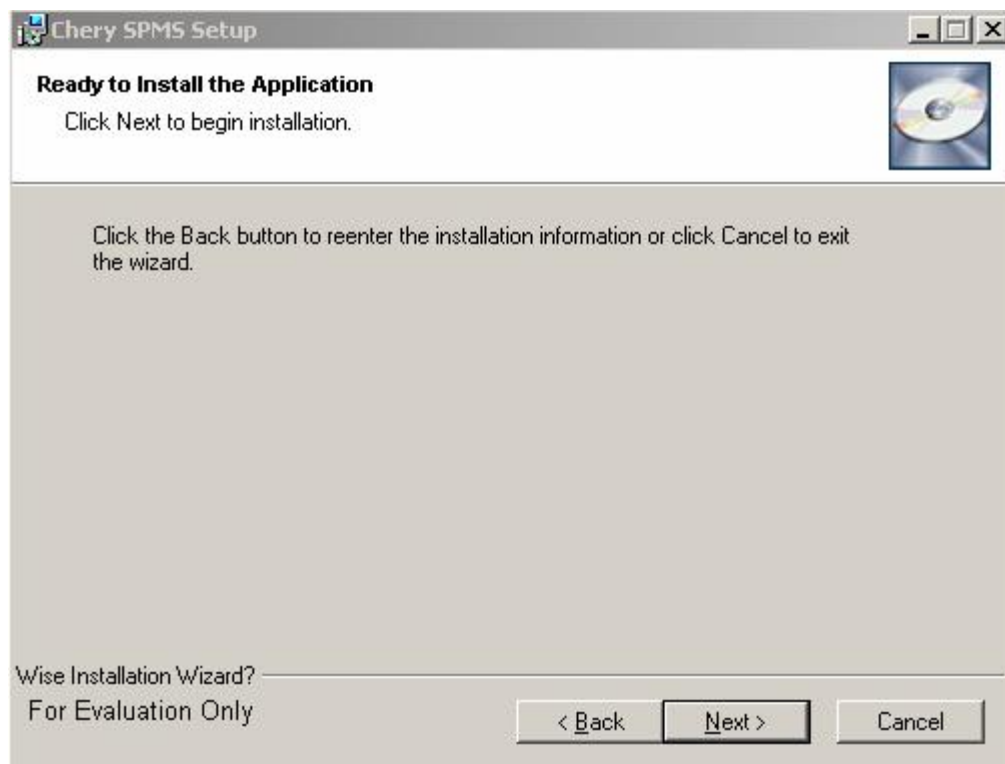 Chery SPMS Setup
Ready to Install the Application
Click Next to begin installation.
Click the Back button to reenter the installation information or click Cancel to exit
the wizard.
Wise Installation Wizard?
For Evaluation Only
< Back
Next >
Cancel